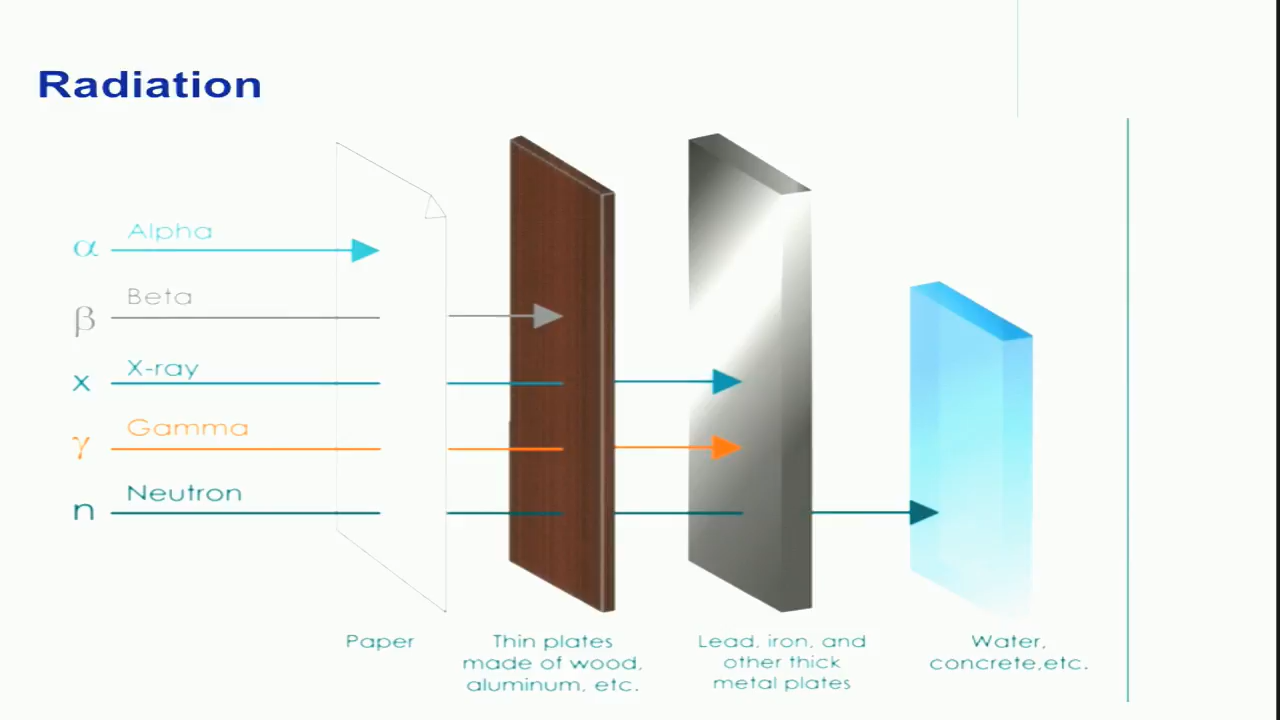 Radiation
α Alpha
β Beta
x X-ray
γ Gamma
n Neutron
Paper
Thin plates
made of wood,
aluminum, etc.
Lead, iron, and
other thick
metal plates
Water,
concrete,etc.